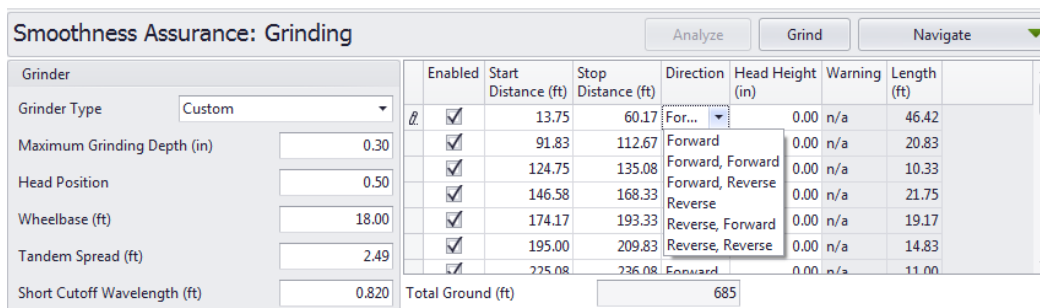 Smoothness Assurance: Grinding
Analyze
Grind
Navigate
Grinder
Grinder Type Custom
Maximum Grinding Depth (in) 0.30
Head Position 0.50
Wheelbase (ft) 18.00
Tandem Spread (ft) 2.49
Short Cutoff Wavelength (ft) 0.820
Enabled Start Distance (ft) Stop Distance (ft) Direction Head Height (in) Warning Length (ft)
13.75 60.17 For... 0.00 n/a 46.42
91.83 112.67 0.00 n/a 20.83
124.75 135.08 0.00 n/a 10.33
146.58 168.33 0.00 n/a 21.75
174.17 193.33 0.00 n/a 19.17
195.00 209.83 0.00 n/a 14.83
225.08 236.08 Forward 0.00 n/a 11.00
Forward
Forward, Forward
Forward, Reverse
Reverse
Reverse, Forward
Reverse, Reverse
Total Ground (ft) 685